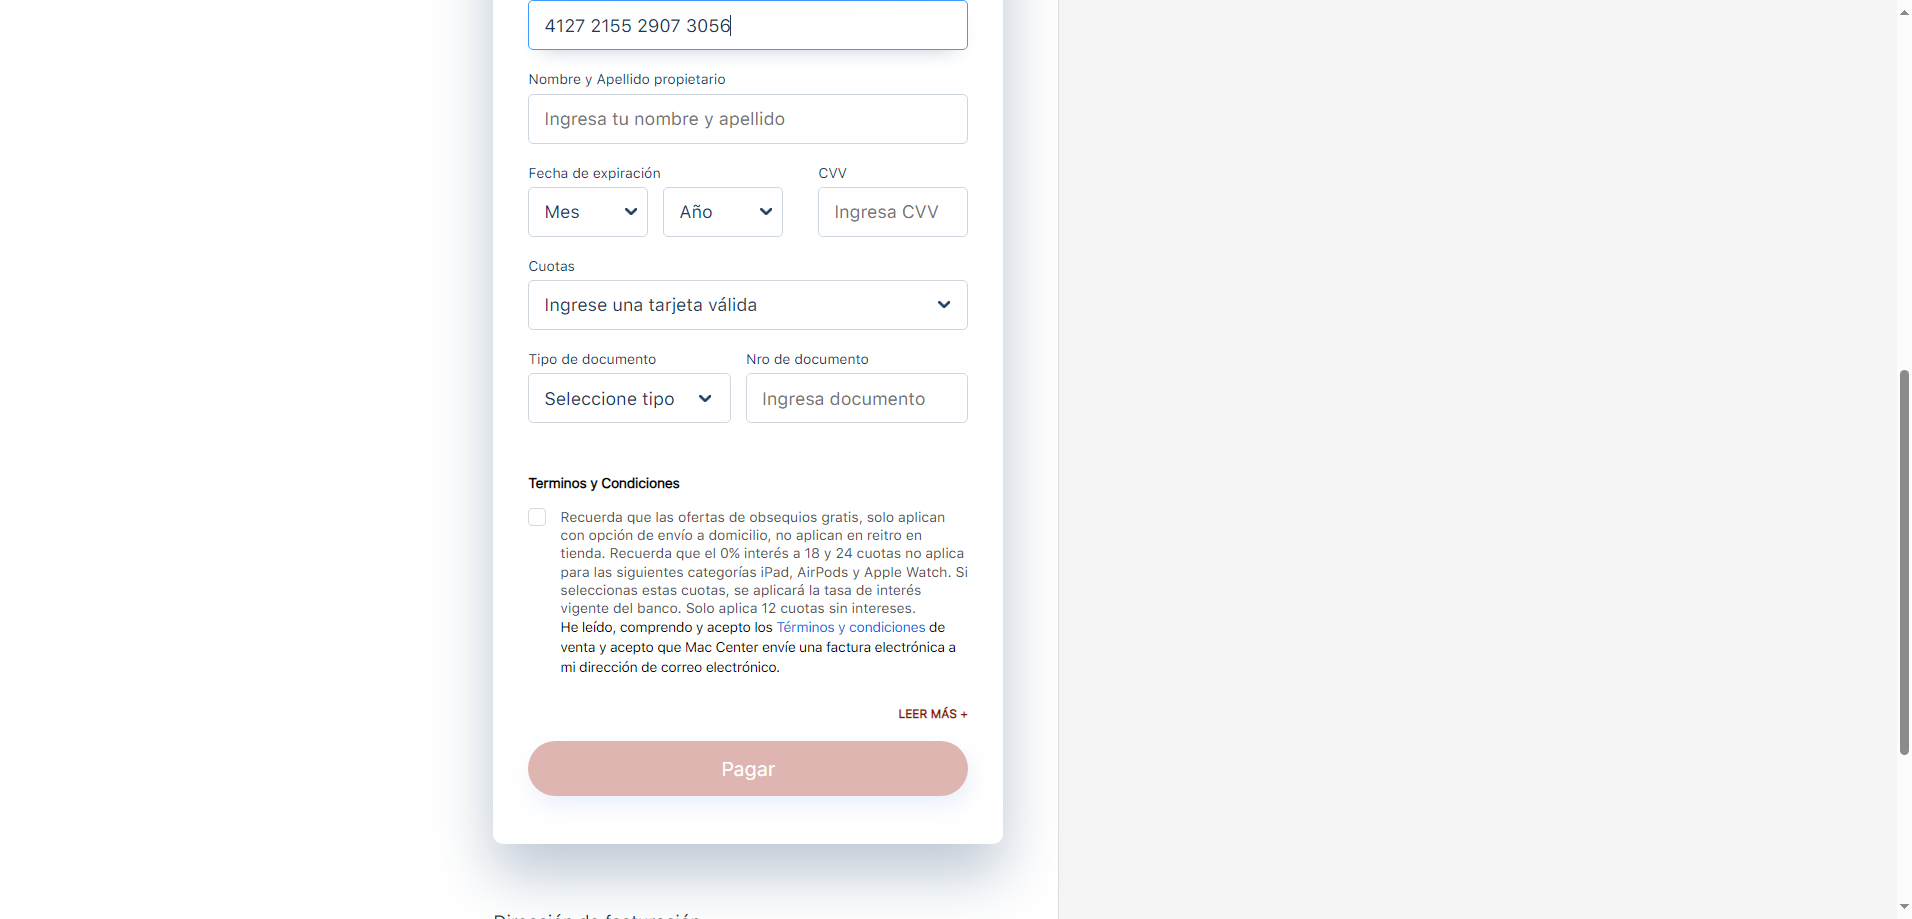 4127 2155 2907 3056
Nombre y Apellido propietario
Ingresa tu nombre y apellido
Fecha de expiración
CVV
Mes
Año
Ingresa CVV
Cuotas
Ingrese una tarjeta válida
Tipo de documento
Nro de documento
Seleccione tipo
Ingresa documento
Terminos y Condiciones
Recuerda que las ofertas de obsequios gratis, solo aplican
con opción de envío a domicilio, no aplican en reitro en
tienda. Recuerda que el 0% interés a 18 y 24 cuotas no aplica
para las siguientes categorías iPad, AirPods y Apple Watch. Si
seleccionas estas cuotas, se aplicará la tasa de interés
vigente del banco. Solo aplica 12 cuotas sin intereses.
He leído, comprendo y acepto los Términos y condiciones de
venta y acepto que Mac Center envíe una factura electrónica a
mi dirección de correo electrónico.
LEER MÁS +
Pagar
Dirección de facturación